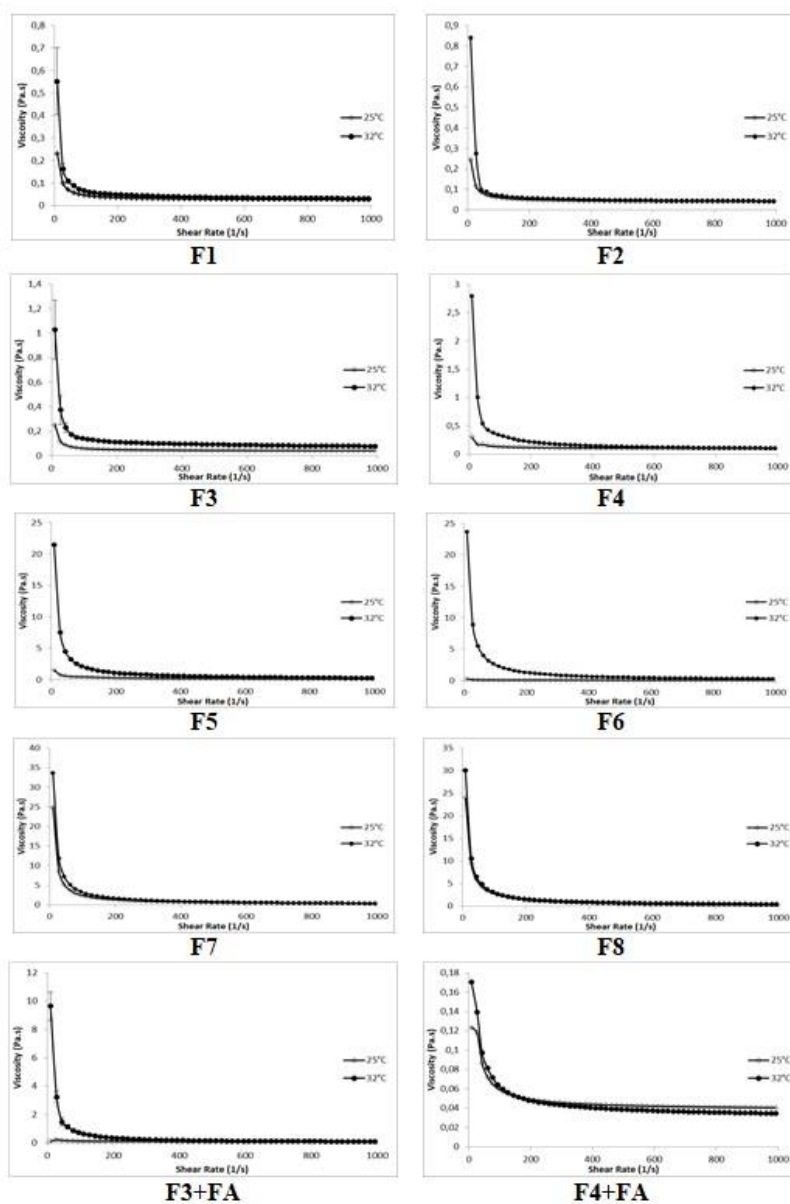 0,8
0,7
0,6
0,5
0,4
0,3
0,2
0,1
0
Viscosity (Pa.s)
25°C
32°C
0 200 400 600 800 1000
Shear Rate (1/s)
F1
0,9
0,8
0,7
0,6
0,5
0,4
0,3
0,2
0,1
0
Viscosity (Pa.s)
25°C
32°C
0 200 400 600 800 1000
Shear Rate (1/s)
F2
1,4
1,2
1
0,8
0,6
0,4
0,2
0
Viscosity (Pa.s)
25°C
32°C
0 200 400 600 800 1000
Shear Rate (1/s)
F3
3
2,5
2
1,5
1
0,5
0
Viscosity (Pa.s)
25°C
32°C
0 200 400 600 800 1000
Shear Rate (1/s)
F4
25
20
15
10
5
0
Viscosity (Pa.s)
25°C
32°C
0 200 400 600 800 1000
Shear Rate (1/s)
F5
25
20
15
10
5
0
Viscosity (Pa.s)
25°C
32°C
0 200 400 600 800 1000
Shear Rate (1/s)
F6
40
35
30
25
20
15
10
5
0
Viscosity (Pa.s)
25°C
32°C
0 200 400 600 800 1000
Shear Rate (1/s)
F7
35
30
25
20
15
10
5
0
Viscosity (Pa.s)
25°C
32°C
0 200 400 600 800 1000
Shear Rate (1/s)
F8
12
10
8
6
4
2
0
Viscosity (Pa.s)
25°C
32°C
0 200 400 600 800 1000
Shear Rate (1/s)
F3+FA
0,18
0,16
0,14
0,12
0,1
0,08
0,06
0,04
0,02
0
Viscosity (Pa.s)
25°C
32°C
0 200 400 600 800 1000
Shear Rate (1/s)
F4+FA